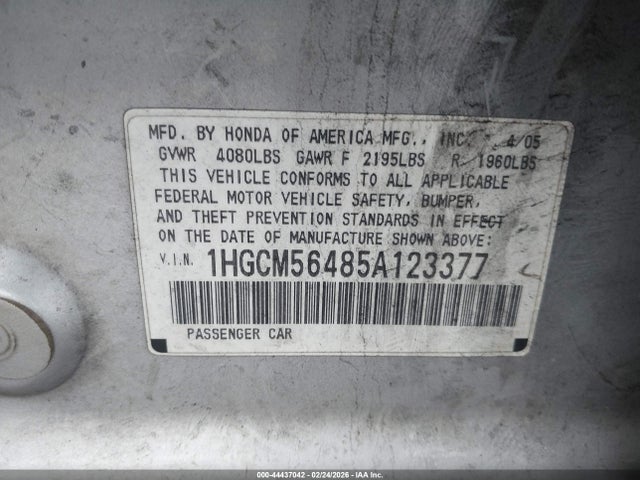 MFD. BY HONDA OF AMERICA MFG., INC. 4/05
GVWR 4080LBS GAWR F 2195LBS R 1960LBS
THIS VEHICLE CONFORMS TO ALL APPLICABLE
FEDERAL MOTOR VEHICLE SAFETY, BUMPER,
AND THEFT PREVENTION STANDARDS IN EFFECT
ON THE DATE OF MANUFACTURE SHOWN ABOVE:
V.I.N. 1HGCM56485A123377
PASSENGER CAR
000-44437042 - 02/24/2026 - IAA Inc.